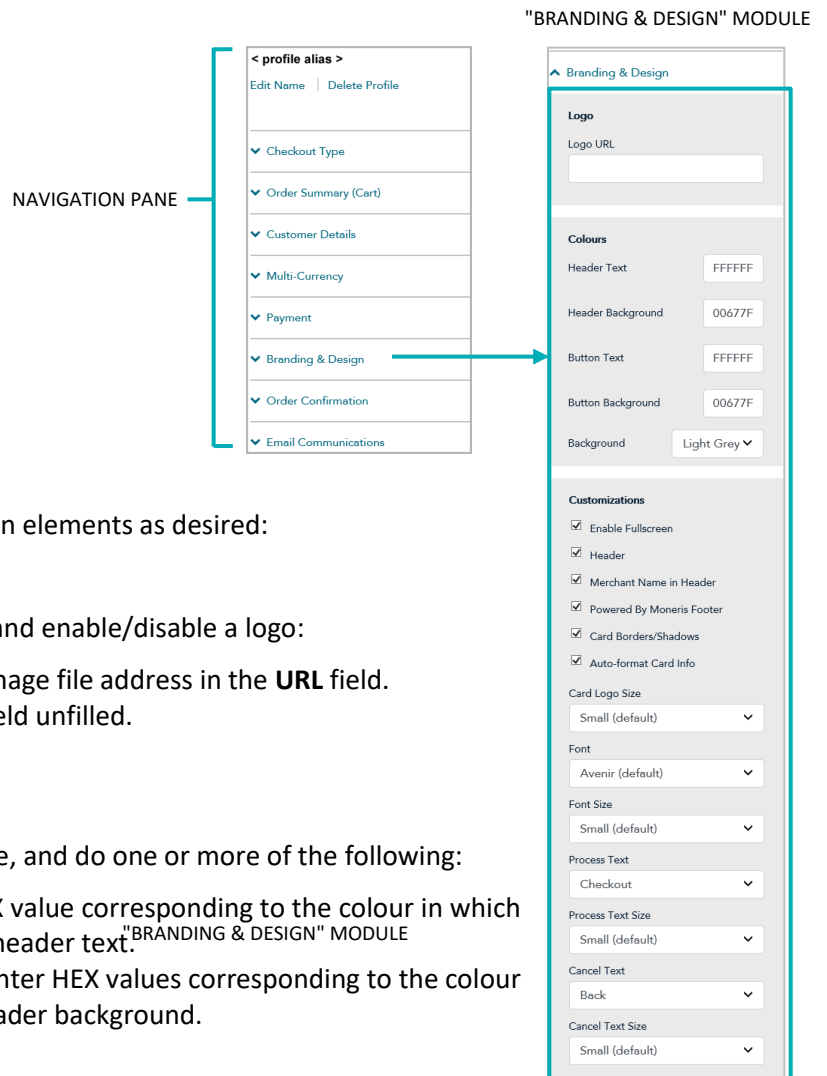 "BRANDING & DESIGN" MODULE
< profile alias >
Edit Name Delete Profile
NAVIGATION PANE
Checkout Type
Order Summary (Cart)
Customer Details
Multi-Currency
Payment
Branding & Design
Order Confirmation
Email Communications
Branding & Design
Logo
Logo URL
Colours
Header Text FFFFFF
Header Background 00677F
Button Text FFFFFF
Button Background 00677F
Background Light Grey
Customizations
Enable Fullscreen
Header
Merchant Name in Header
Powered By Moneris Footer
Card Borders/Shadows
Auto-format Card Info
Card Logo Size
Small (default)
Font
Avenir (default)
Font Size
Small (default)
Process Text
Checkout
Process Text Size
Small (default)
Cancel Text
Back
Cancel Text Size
Small (default)
n elements as desired:
and enable/disable a logo:
nage file address in the URL field.
eld unfilled.
e, and do one or more of the following:
X value corresponding to the colour in which
header text.
"BRANDING & DESIGN" MODULE
nter HEX values corresponding to the colour
ader background.